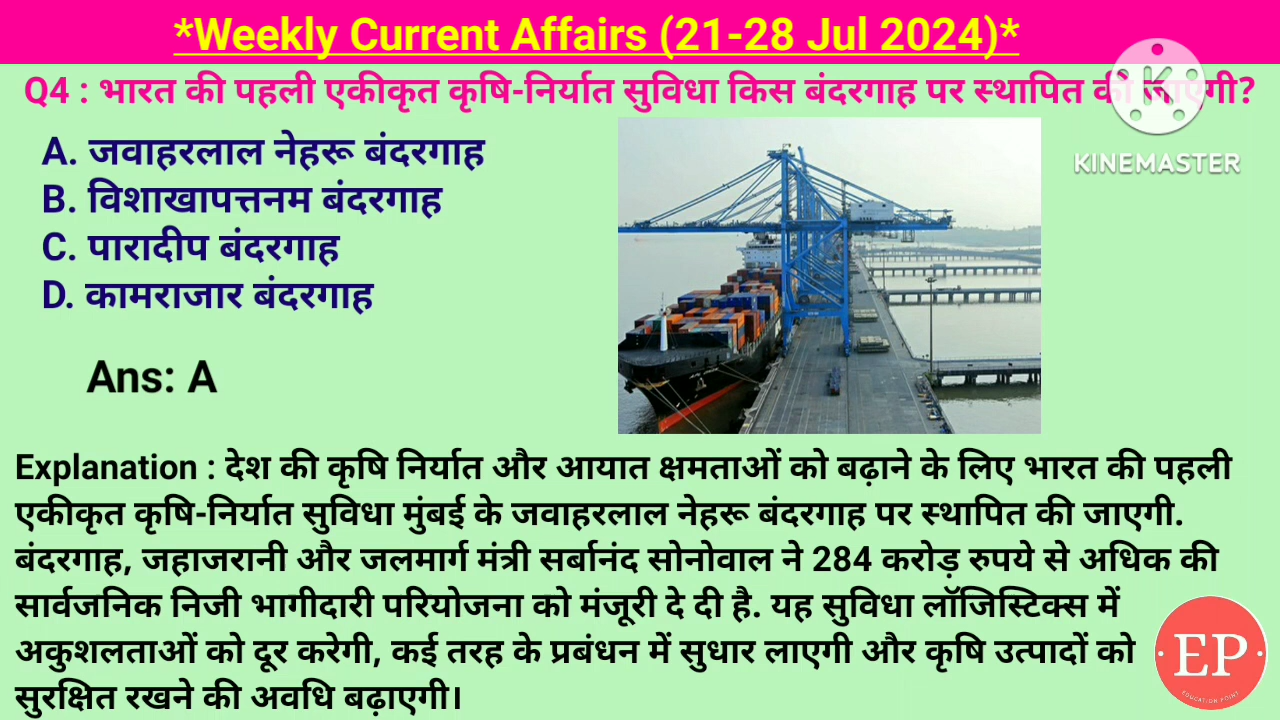 *Weekly Current Affairs (21-28 Jul 2024)*
Q4 : भारत की पहली एकीकृत कृषि-निर्यात सुविधा किस बंदरगाह पर स्थापित की जाएगी?
A. जवाहरलाल नेहरू बंदरगाह
B. विशाखापत्तनम बंदरगाह
C. पारादीप बंदरगाह
D. कामराजार बंदरगाह
K
KINEMASTER
Ans: A
Explanation : देश की कृषि निर्यात और आयात क्षमताओं को बढ़ाने के लिए भारत की पहली
एकीकृत कृषि-निर्यात सुविधा मुंबई के जवाहरलाल नेहरू बंदरगाह पर स्थापित की जाएगी.
बंदरगाह, जहाजरानी और जलमार्ग मंत्री सर्बानंद सोनोवाल ने 284 करोड़ रुपये से अधिक की
सार्वजनिक निजी भागीदारी परियोजना को मंजूरी दे दी है. यह सुविधा लॉजिस्टिक्स में
अकुशलताओं को दूर करेगी, कई तरह के प्रबंधन में सुधार लाएगी और कृषि उत्पादों को
सुरक्षित रखने की अवधि बढ़ाएगी।
·EP·
EDUCATION POINT